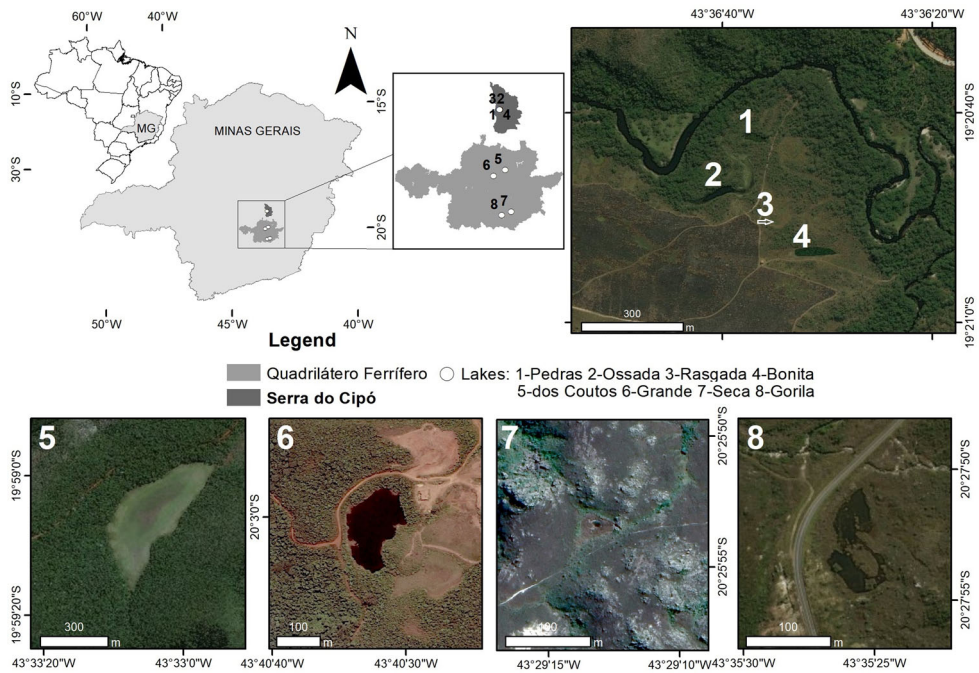 60°W 40°W
10°S
30°S
MG
MINAS GERAIS
N
15°S
20°S
50°W 45°W 40°W
32
1 4
5
6
7
8
43°36'40"W 43°36'20"W
19°20'40"S
19°21'0"S
1
2
3
4
300
m
Legend
Quadrilátero Ferrífero
Serra do Cipó
Lakes: 1-Pedras 2-Ossada 3-Rasgada 4-Bonita
5-dos Coutos 6-Grande 7-Seca 8-Gorila
5
19°59'0"S
19°59'20"S
300
m
43°33'20"W 43°33'0"W
6
20°3'0"S
100
m
43°40'40"W 43°40'30"W
7
20°25'50"S
20°25'55"S
100
m
43°29'15"W 43°29'10"W
8
20°27'50"S
20°27'55"S
100
m
43°35'30"W 43°35'25"W